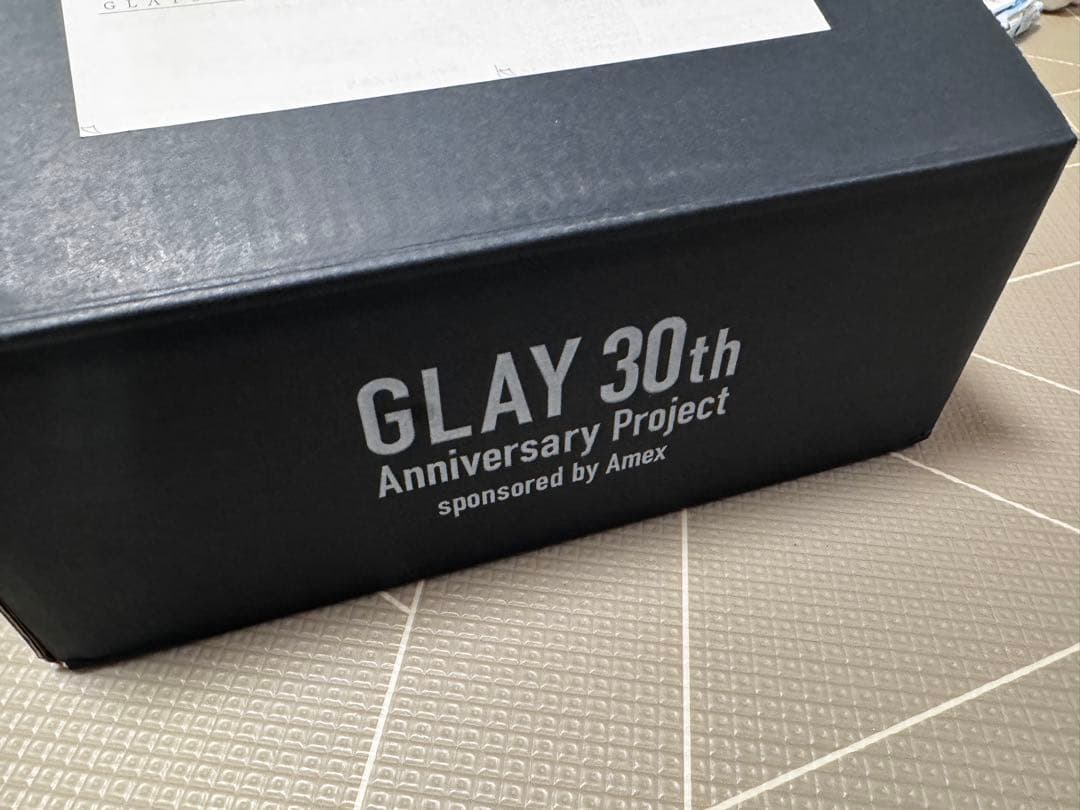 GLAY 30th
Anniversary Project
sponsored by Amex